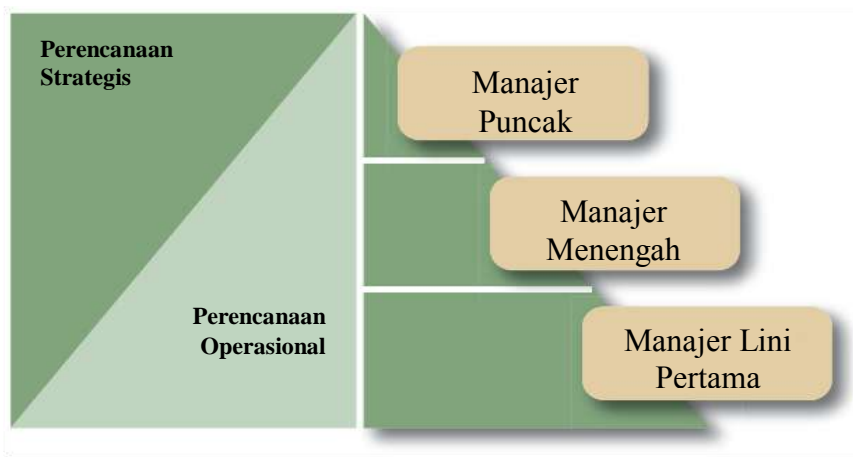 Perencanaan
Strategis
Manajer
Puncak
Manajer
Menengah
Perencanaan
Operasional
Manajer Lini
Pertama